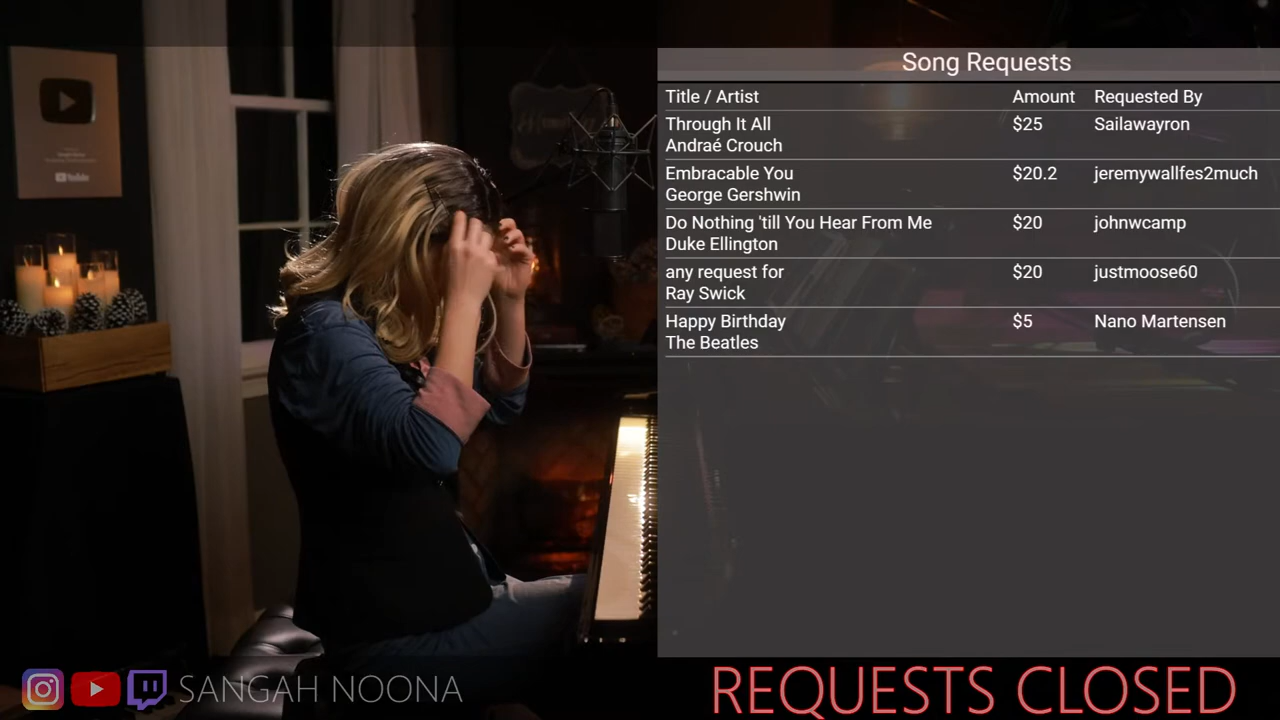 Song Requests
Title / Artist Amount Requested By
Through It All $25 Sailawayron
Andraé Crouch
Embracable You $20.2 jeremywallfes2much
George Gershwin
Do Nothing 'till You Hear From Me $20 johnwcamp
Duke Ellington
any request for $20 justmoose60
Ray Swick
Happy Birthday $5 Nano Martensen
The Beatles
YouTube
SANGAH NOONA
REQUESTS CLOSED